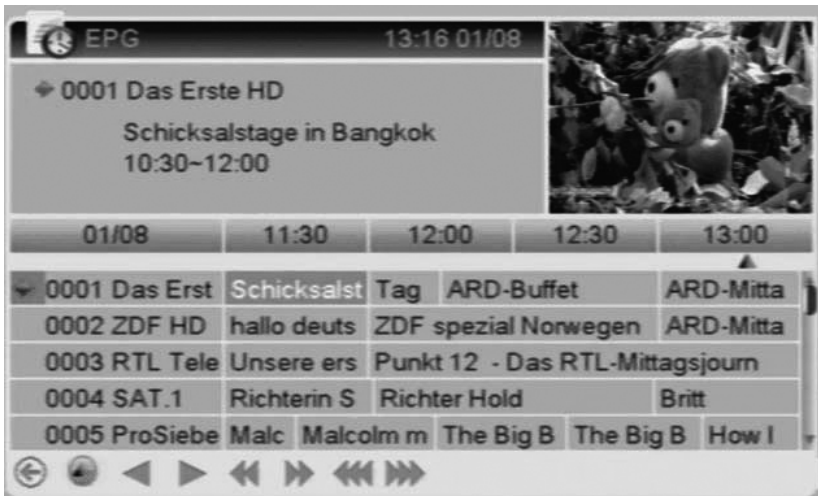 EPG 13:16 01/08
0001 Das Erste HD
Schicksalstage in Bangkok
10:30~12:00
01/08 11:30 12:00 12:30 13:00
0001 Das Erst Schicksalst Tag ARD-Buffet ARD-Mitta
0002 ZDF HD hallo deuts ZDF spezial Norwegen ARD-Mitta
0003 RTL Tele Unsere ers Punkt 12 - Das RTL-Mittagsjourn
0004 SAT.1 Richterin S Richter Hold Britt
0005 ProSiebe Malc Malcolm m The Big B The Big B How I